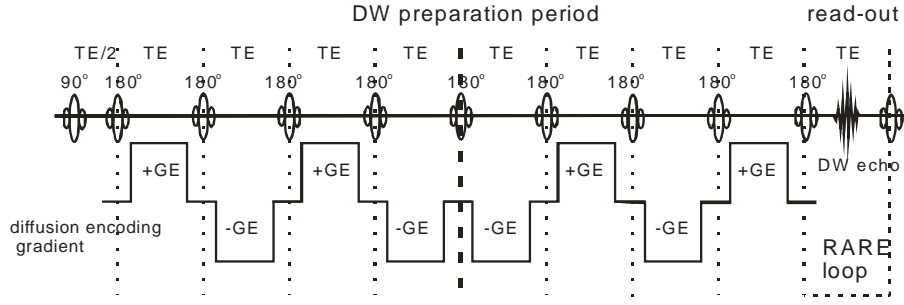 DW preparation period read-out
TE/2 TE TE TE TE TE TE TE TE TE
90° 180° 180° 180° 180° 180° 180° 180° 180° 180°
+GE +GE +GE +GE
DW echo
-GE -GE -GE -GE
diffusion encoding
gradient
RARE
loop